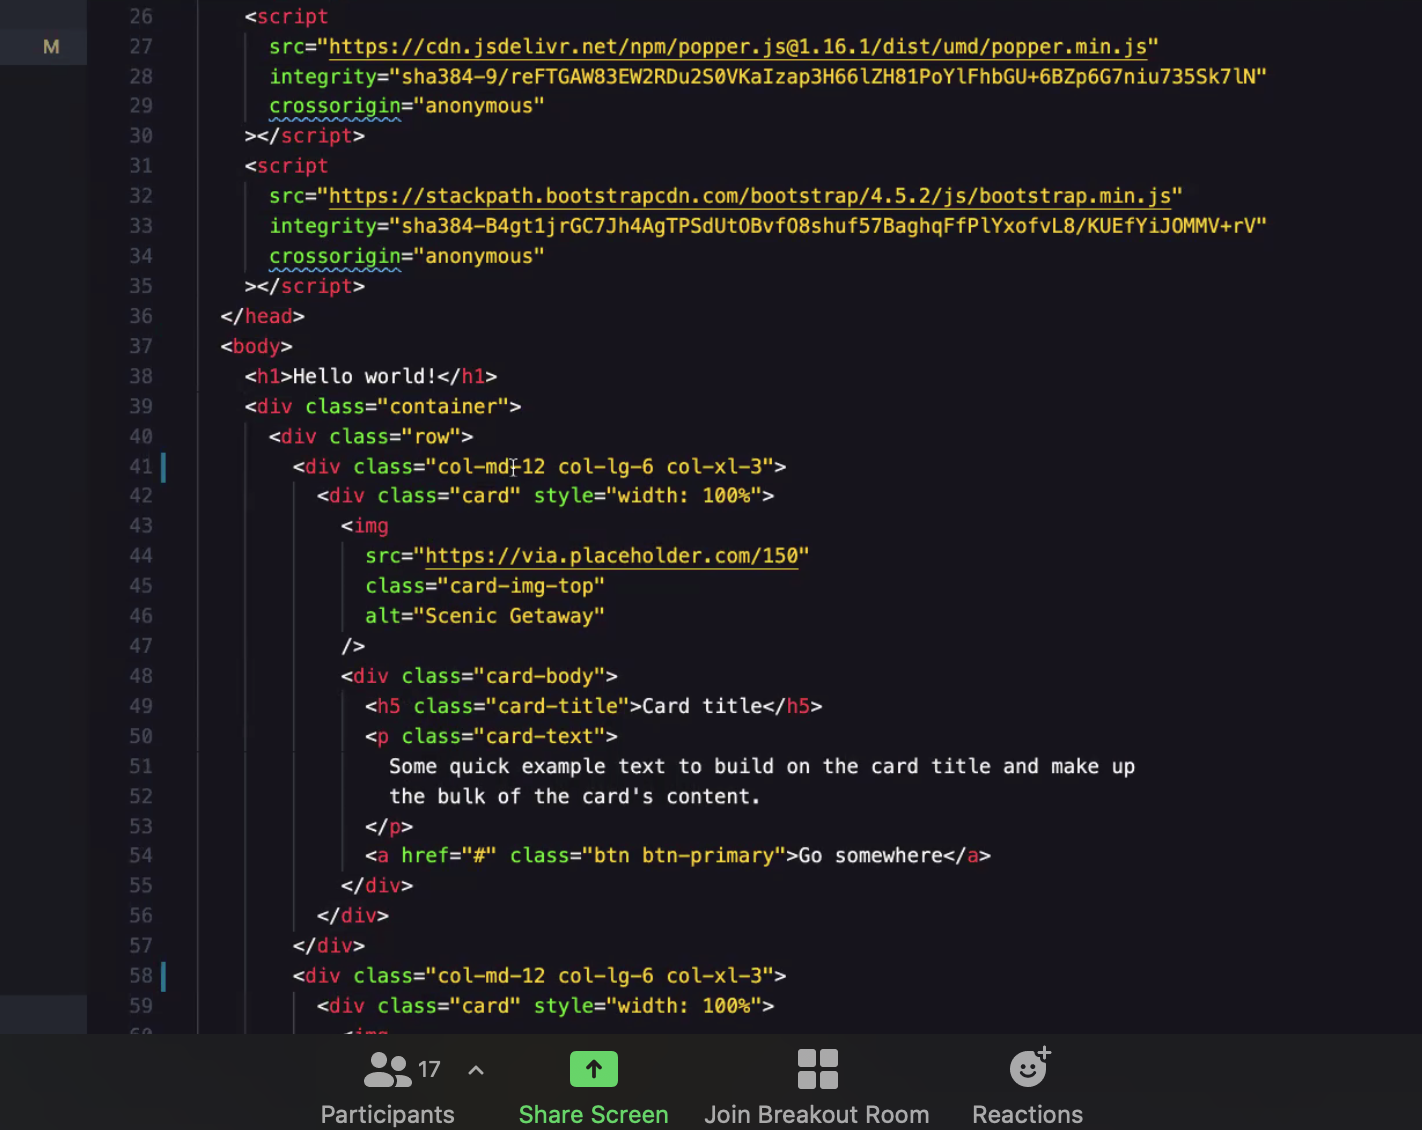 M
26 <script
27 src="https://cdn.jsdelivr.net/npm/popper.js@1.16.1/dist/umd/popper.min.js"
28 integrity="sha384-9/reFTGAW83EW2RDu2S0VKaIzap3H66lZH81PoYlFhbGU+6BZp6G7niu735Sk7lN"
29 crossorigin="anonymous"
30 ></script>
31 <script
32 src="https://stackpath.bootstrapcdn.com/bootstrap/4.5.2/js/bootstrap.min.js"
33 integrity="sha384-B4gt1jrGC7Jh4AgTPSdUtOBvfO8shuf57BaghqFfPlYxofvL8/KUEfYiJOMMV+rV"
34 crossorigin="anonymous"
35 ></script>
36 </head>
37 <body>
38 <h1>Hello world!</h1>
39 <div class="container">
40 <div class="row">
41 <div class="col-md-12 col-lg-6 col-xl-3">
42 <div class="card" style="width: 100%">
43 <img
44 src="https://via.placeholder.com/150"
45 class="card-img-top"
46 alt="Scenic Getaway"
47 />
48 <div class="card-body">
49 <h5 class="card-title">Card title</h5>
50 <p class="card-text">
51 Some quick example text to build on the card title and make up
52 the bulk of the card's content.
53 </p>
54 <a href="#" class="btn btn-primary">Go somewhere</a>
55 </div>
56 </div>
57 </div>
58 <div class="col-md-12 col-lg-6 col-xl-3">
59 <div class="card" style="width: 100%">
60 <img
17
Participants Share Screen Join Breakout Room Reactions